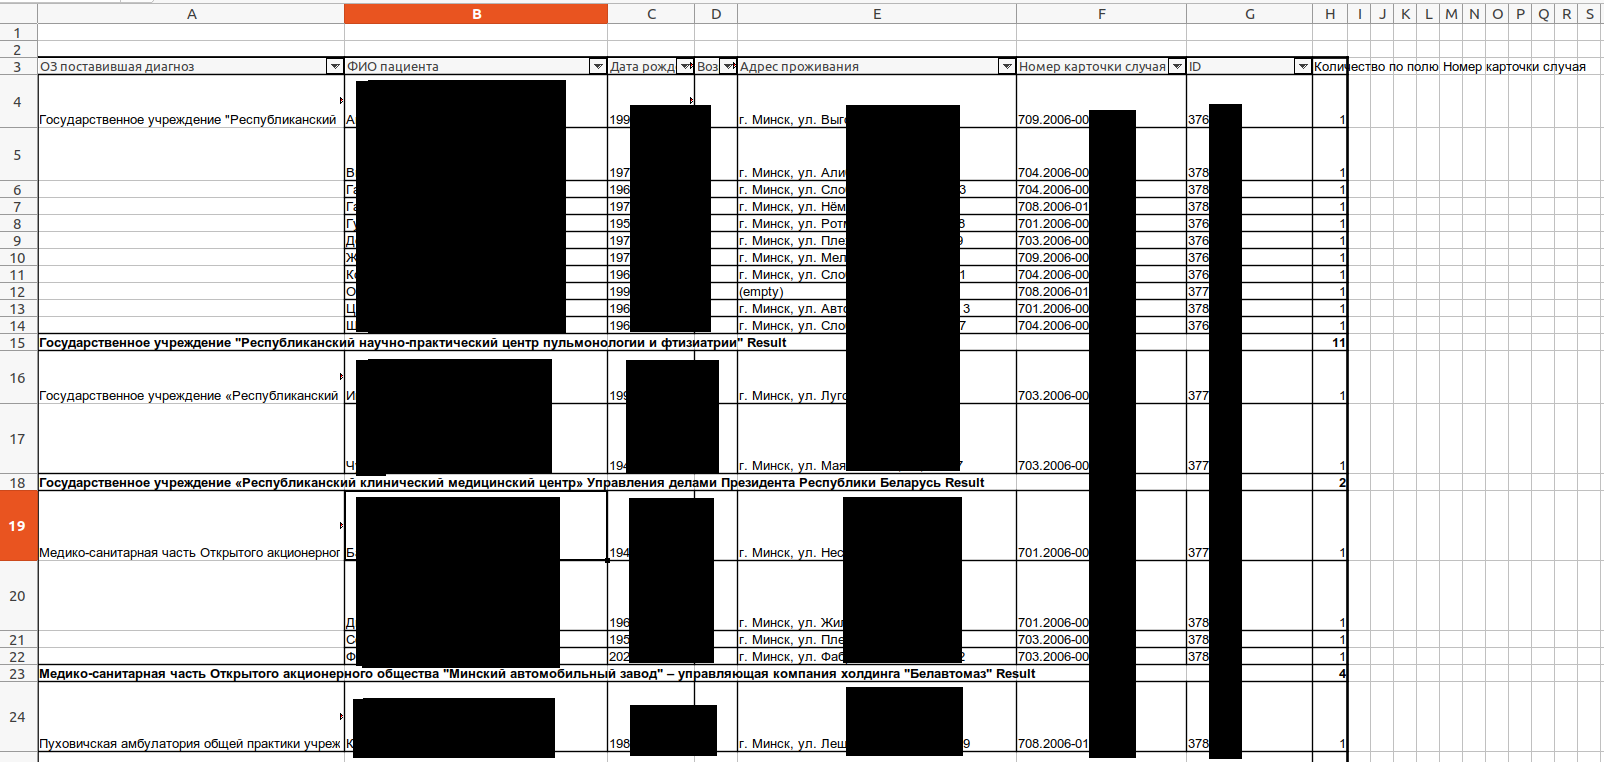 A B C D E F G H I J K L M N O P Q R S
1
2
3 ОЗ поставившая диагноз ФИО пациента Дата рожд Воз Адрес проживания Номер карточки случая ID Количество по полю Номер карточки случая
4 Государственное учреждение "Республиканский А 199 г. Минск, ул. Выг 709.2006-00 376 1
5 В 197 г. Минск, ул. Али 704.2006-00 378 1
6 Га 196 г. Минск, ул. Сло 3 704.2006-00 378 1
7 Га 197 г. Минск, ул. Нём 708.2006-01 378 1
8 Гу 195 г. Минск, ул. Рот 8 701.2006-00 376 1
9 Д 197 г. Минск, ул. Пле 9 703.2006-00 376 1
10 Ж 197 г. Минск, ул. Мел 709.2006-00 376 1
11 К 196 г. Минск, ул. Сло 1 704.2006-00 376 1
12 О 199 (empty) 708.2006-01 377 1
13 Ц 196 г. Минск, ул. Авто 3 701.2006-00 378 1
14 Ш 196 г. Минск, ул. Сло 7 704.2006-00 376 1
15 Государственное учреждение "Республиканский научно-практический центр пульмонологии и фтизиатрии" Result 11
16 Государственное учреждение «Республиканский И 199 г. Минск, ул. Луг 703.2006-00 377 1
17 Ч 194 г. Минск, ул. Мая 7 703.2006-00 377 1
18 Государственное учреждение «Республиканский клинический медицинский центр» Управления делами Президента Республики Беларусь Result 2
19 Медико-санитарная часть Открытого акционерног Ба 194 г. Минск, ул. Нес 701.2006-00 377 1
20 Д 196 г. Минск, ул. Жил 701.2006-00 378 1
21 С 195 г. Минск, ул. Пле 703.2006-00 378 1
22 Ф 202 г. Минск, ул. Фаб 2 703.2006-00 378 1
23 Медико-санитарная часть Открытого акционерного общества "Минский автомобильный завод" – управляющая компания холдинга "Белавтомаз" Result 4
24 Пуховичская амбулатория общей практики учреж К 198 г. Минск, ул. Лещ 9 708.2006-01 378 1